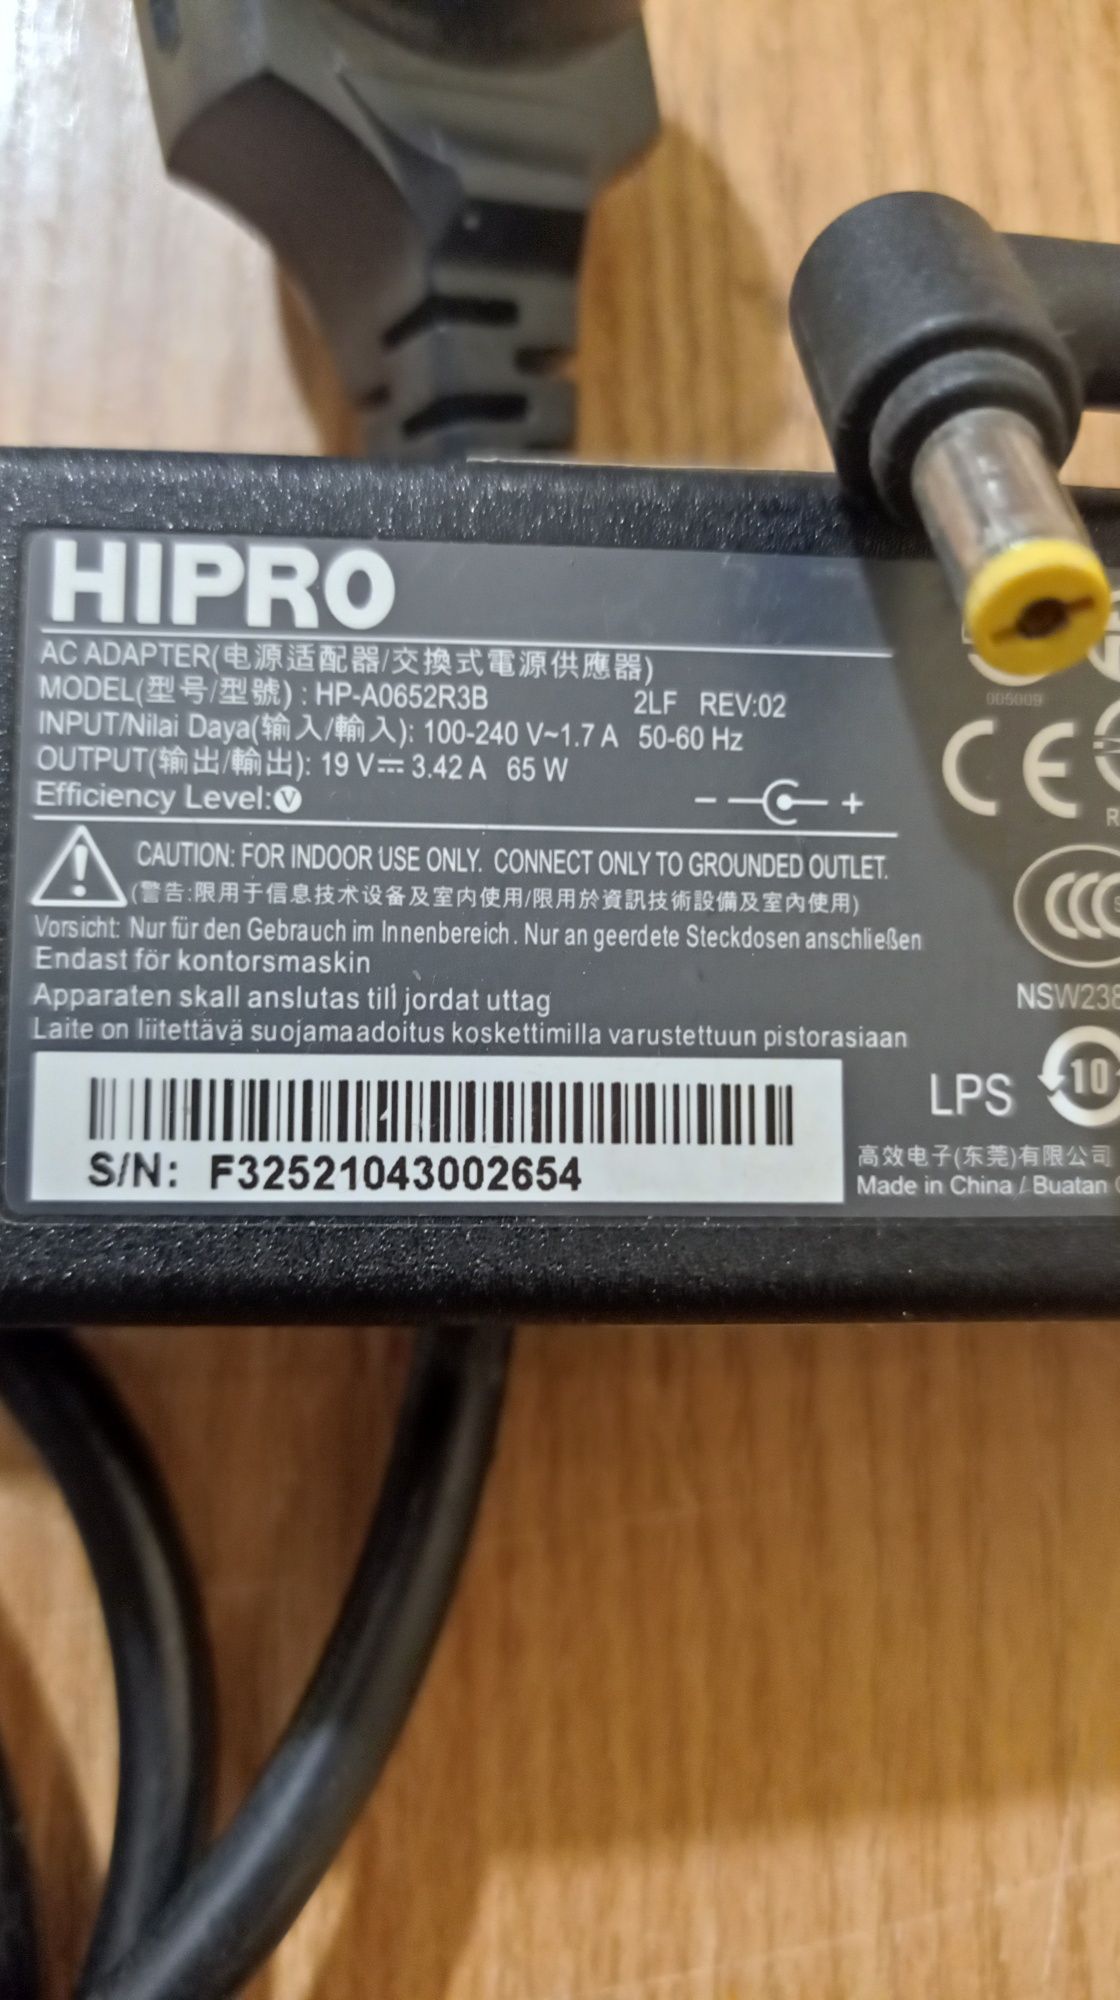 HIPRO
AC ADAPTER(电源适配器/交換式電源供應器)
MODEL(型号/型號) : HP-A0652R3B 2LF REV:02
INPUT/Nilai Daya(输入/輸入): 100-240 V~1.7 A 50-60 Hz
OUTPUT(输出/輸出): 19 V⎓ 3.42 A 65 W
Efficiency Level:Ⓥ
- +
CAUTION: FOR INDOOR USE ONLY. CONNECT ONLY TO GROUNDED OUTLET.
(警告:限用于信息技术设备及室内使用/限用於資訊技術設備及室內使用)
Vorsicht: Nur für den Gebrauch im Innenbereich. Nur an geerdete Steckdosen anschließen
Endast för kontorsmaskin
Apparaten skall anslutas till jordat uttag
Laite on liitettävä suojamaadoitus koskettimilla varustettuun pistorasiaan
S/N: F32521043002654
005009
CE
CCC
LPS
10
高效电子(东莞)有限公司
Made in China / Buatan